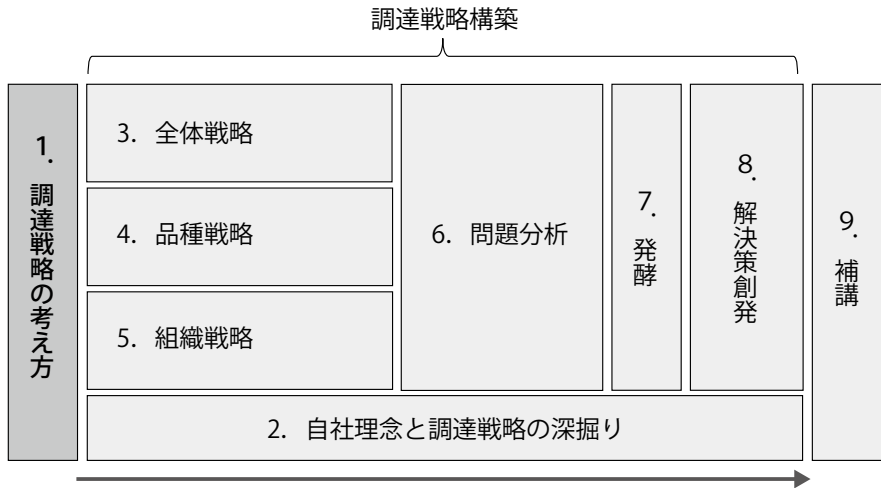 調達戦略構築
1. 調達戦略の考え方
3. 全体戦略
4. 品種戦略
5. 組織戦略
6. 問題分析
7. 発酵
8. 解決策創発
9. 補講
2. 自社理念と調達戦略の深掘り